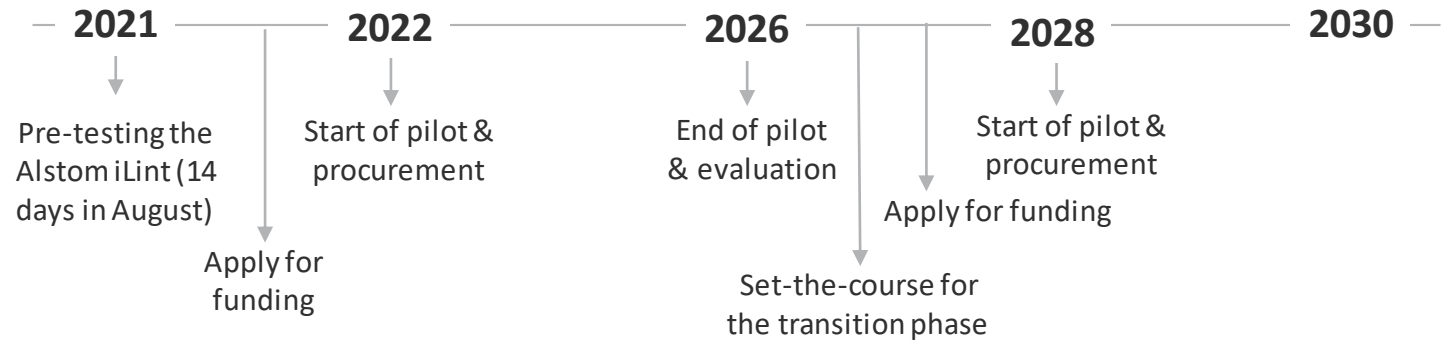 2021
2022
2026
2028
2030
Pre-testing the
Alstom iLint (14
days in August)
Apply for
funding
Start of pilot &
procurement
End of pilot
& evaluation
Set-the-course for
the transition phase
Apply for funding
Start of pilot &
procurement